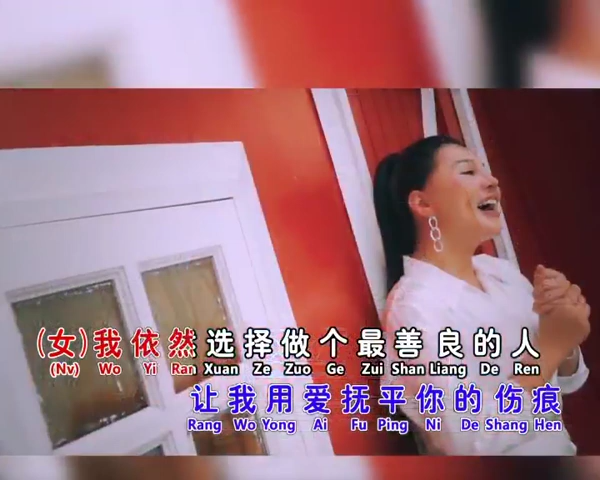 (女)我依然选择做个最善良的人
(Nv) Wo Yi Ran Xuan Ze Zuo Ge Zui Shan Liang De Ren
让我用爱抚平你的伤痕
Rang Wo Yong Ai Fu Ping Ni De Shang Hen